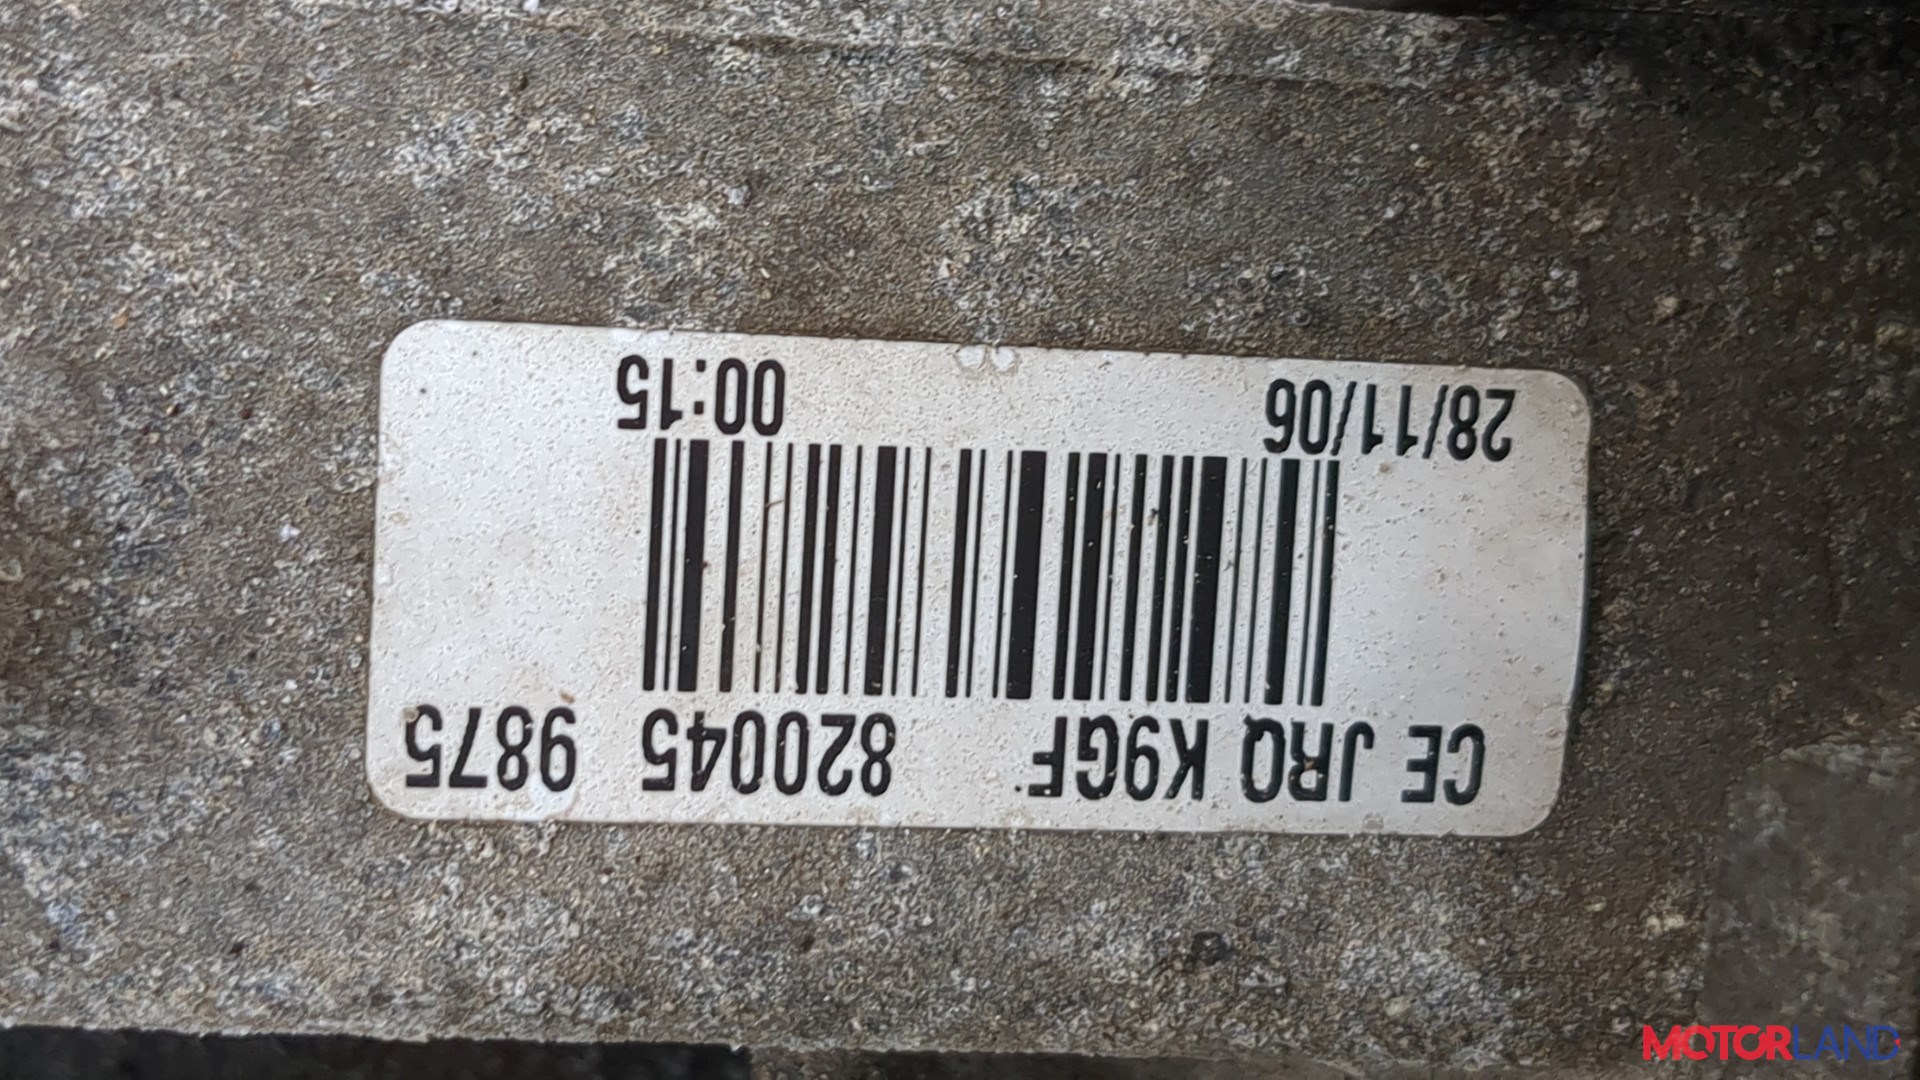 CE JRQ K9GF 820045 9875
28/11/06 00:15
MOTORLAND